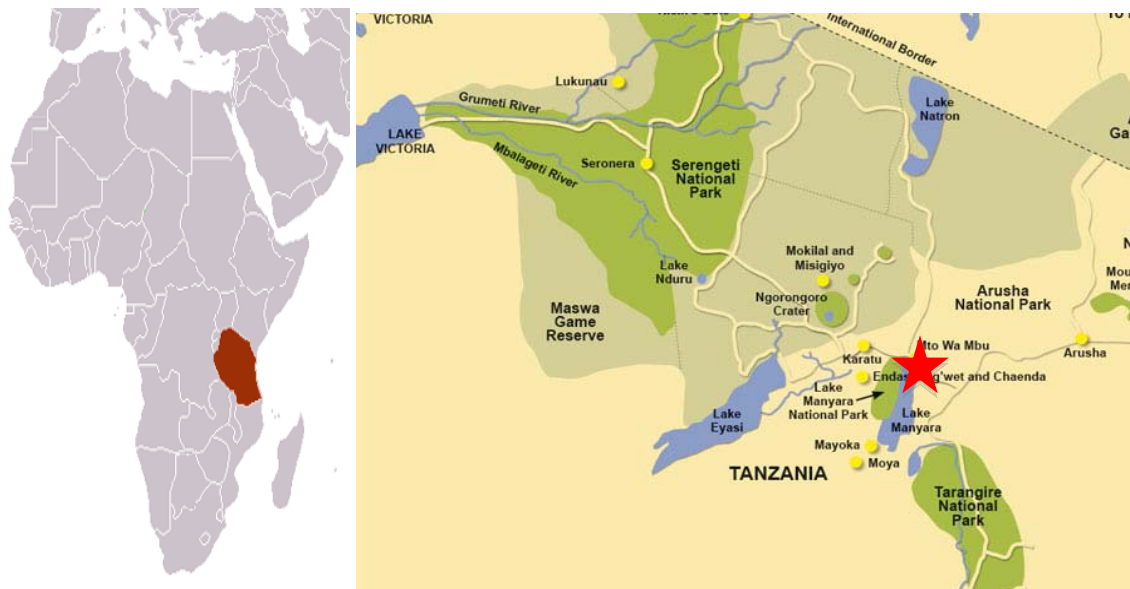 VICTORIA
International Border
Lukunau
Grumeti River
Lake
Natron
LAKE
VICTORIA
Mbalageti River
Seronera
Serengeti
National
Park
Mokilal and
Misigiyo
Lake
Nduru
Ngorongoro
Crater
Maswa
Game
Reserve
Arusha
National Park
Mto Wa Mbu
Karatu
Arusha
and Chaenda
Lake
Manyara
National Park
Lake
Manyara
Lake
Eyasi
Mayoka
Moya
TANZANIA
Tarangire
National
Park